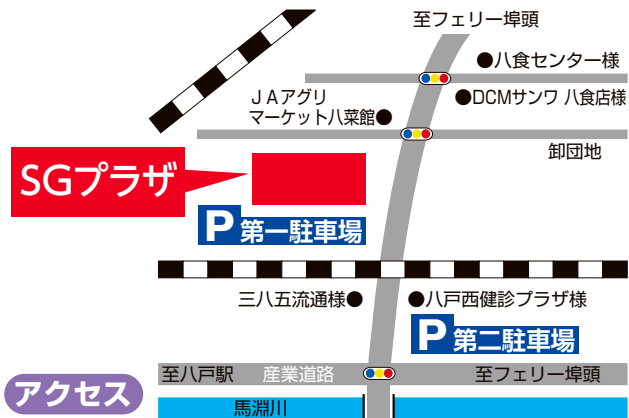 至フェリー埠頭
●八食センター様
JAアグリ
マーケット八菜館●
●DCMサンワ 八食店様
卸団地
SGプラザ
P 第一駐車場
三八五流通様●
●八戸西健診プラザ様
P 第二駐車場
至八戸駅
産業道路
至フェリー埠頭
アクセス
馬淵川